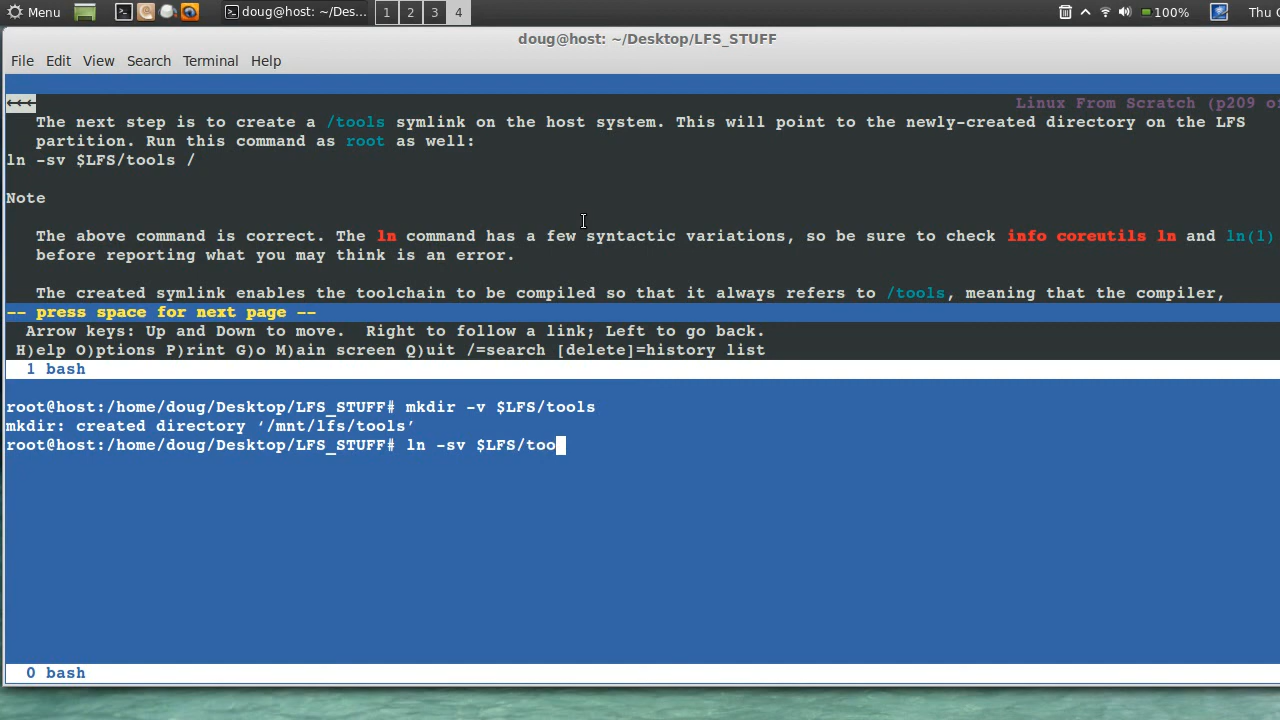 Menu doug@host: ~/Des... 1 2 3 4 100% Thu
doug@host: ~/Desktop/LFS_STUFF
File Edit View Search Terminal Help
<<< Linux From Scratch (p209
The next step is to create a /tools symlink on the host system. This will point to the newly-created directory on the LFS
partition. Run this command as root as well:
ln -sv $LFS/tools /
Note
The above command is correct. The ln command has a few syntactic variations, so be sure to check info coreutils ln and ln(1)
before reporting what you may think is an error.
The created symlink enables the toolchain to be compiled so that it always refers to /tools, meaning that the compiler,
-- press space for next page --
Arrow keys: Up and Down to move. Right to follow a link; Left to go back.
H)elp O)ptions P)rint G)o M)ain screen Q)uit /=search [delete]=history list
1 bash
root@host:/home/doug/Desktop/LFS_STUFF# mkdir -v $LFS/tools
mkdir: created directory ‘/mnt/lfs/tools’
root@host:/home/doug/Desktop/LFS_STUFF# ln -sv $LFS/too
0 bash